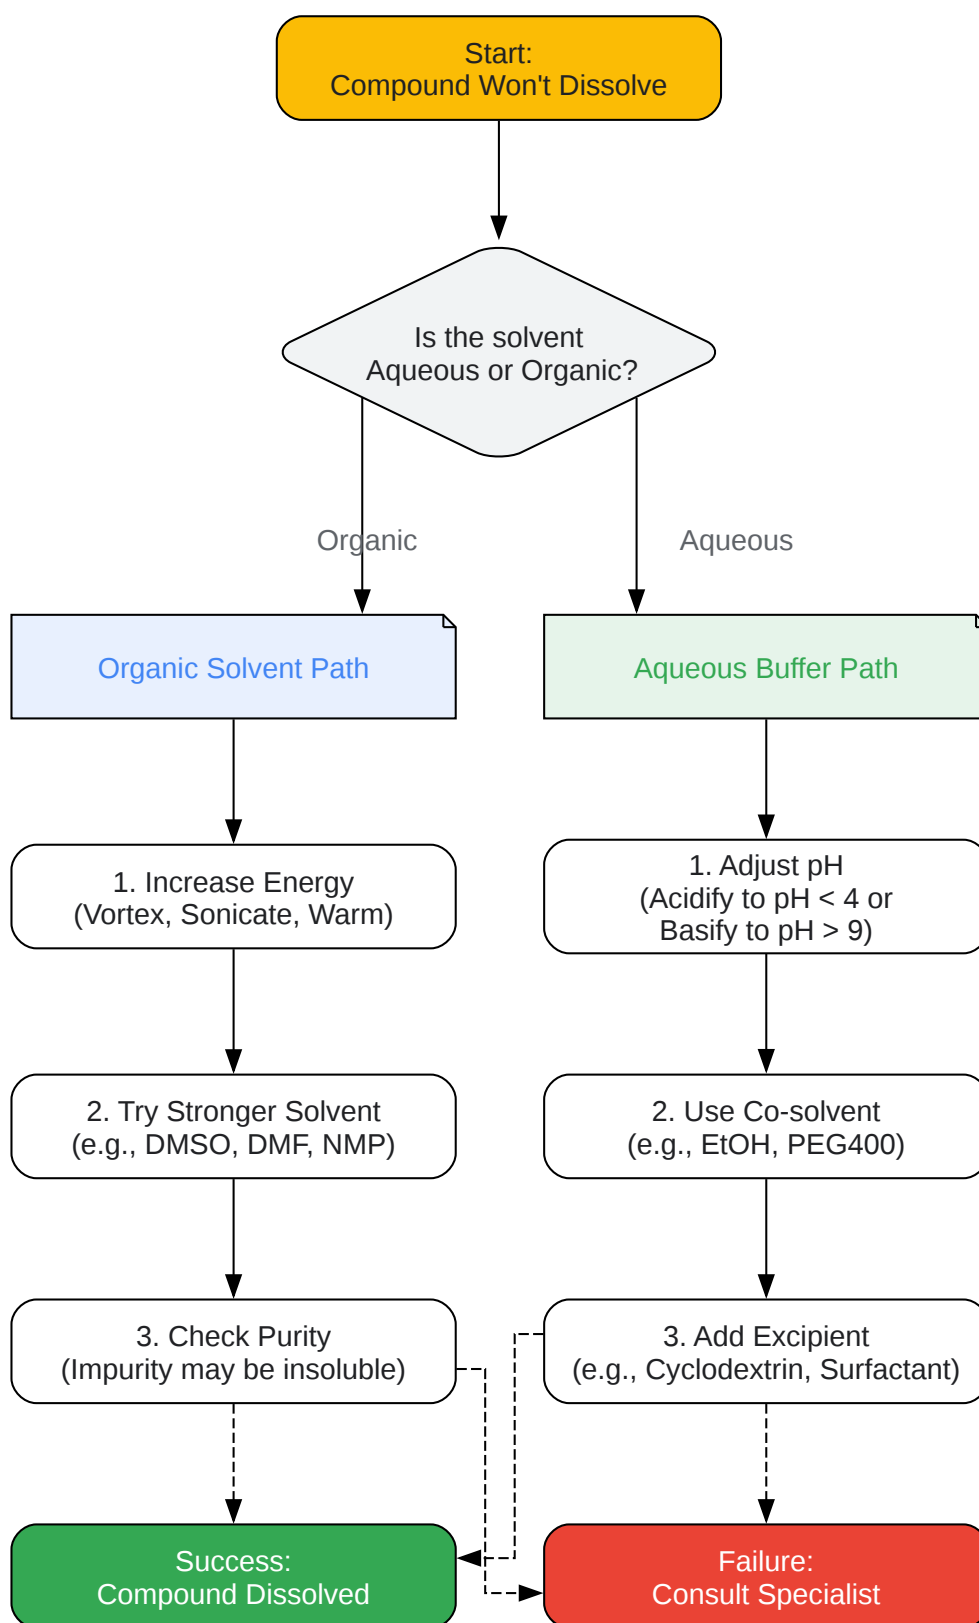 Start:
Compound Won't Dissolve
Is the solvent
Aqueous or Organic?
Organic
Aqueous
Organic Solvent Path
Aqueous Buffer Path
1. Increase Energy
(Vortex, Sonicate, Warm)
1. Adjust pH
(Acidify to pH < 4 or
Basify to pH > 9)
2. Try Stronger Solvent
(e.g., DMSO, DMF, NMP)
2. Use Co-solvent
(e.g., EtOH, PEG400)
3. Check Purity
(Impurity may be insoluble)
3. Add Excipient
(e.g., Cyclodextrin, Surfactant)
Success:
Compound Dissolved
Failure:
Consult Specialist